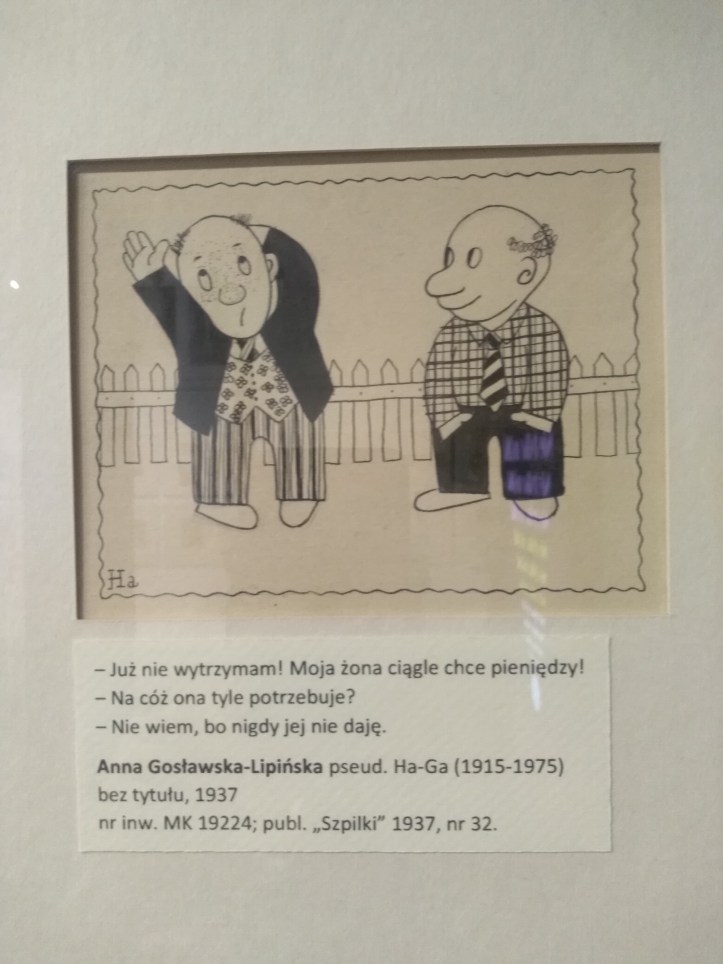 Ha
– Już nie wytrzymam! Moja żona ciągle chce pieniędzy!
– Na cóż ona tyle potrzebuje?
– Nie wiem, bo nigdy jej nie daję.
Anna Gosławska-Lipińska pseud. Ha-Ga (1915-1975)
bez tytułu, 1937
nr inw. MK 19224; publ. „Szpilki” 1937, nr 32.